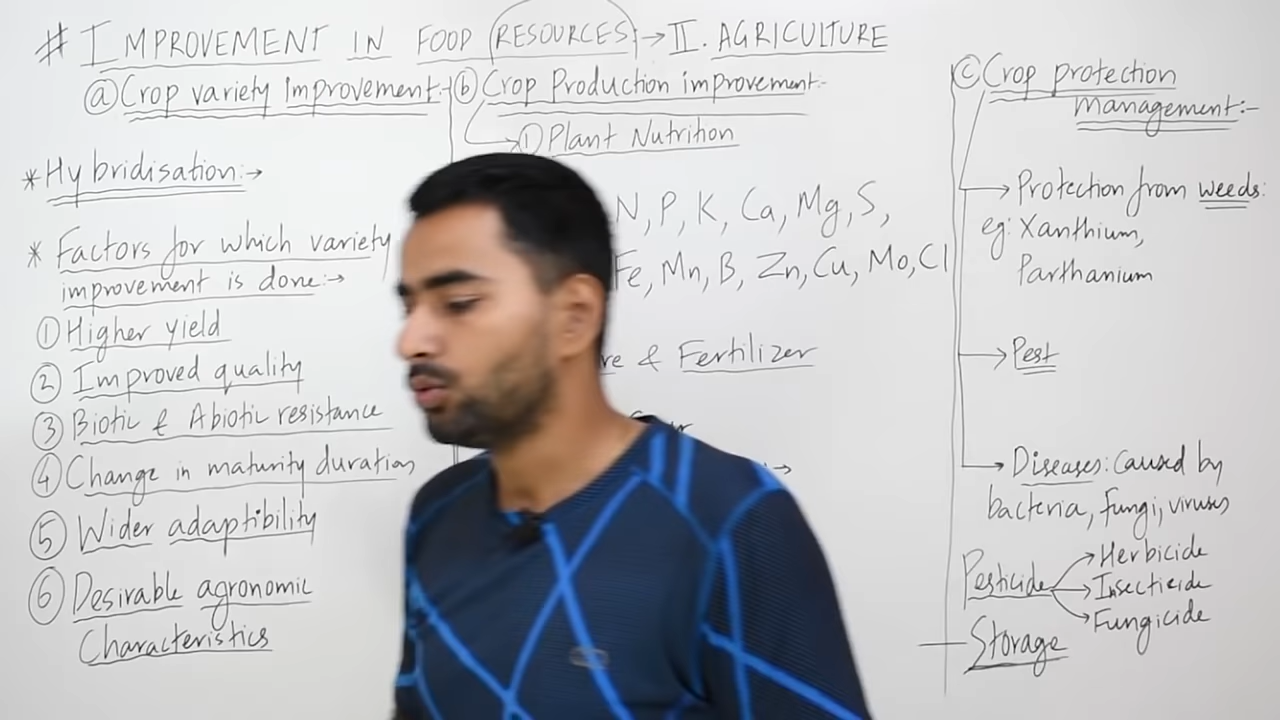 # IMPROVEMENT IN FOOD RESOURCES → II. AGRICULTURE
ⓐ Crop variety Improvement:-
* Hybridisation:→
* Factors for which variety
improvement is done:→
① Higher yield
② Improved quality
③ Biotic & Abiotic resistance
④ Change in maturity duration
⑤ Wider adaptibility
⑥ Desirable agronomic
Characteristics
ⓑ Crop Production improvement:-
① Plant Nutrition
N, P, K, Ca, Mg, S,
Fe, Mn, B, Zn, Cu, Mo, Cl
& Fertilizer
ⓒ Crop protection
management:-
→ Protection from weeds:
eg: Xanthium,
Parthanium
→ Pest
→ Diseases: caused by
bacteria, fungi, viruses
Pesticide → Herbicide
→ Insecticide
→ Fungicide
Storage